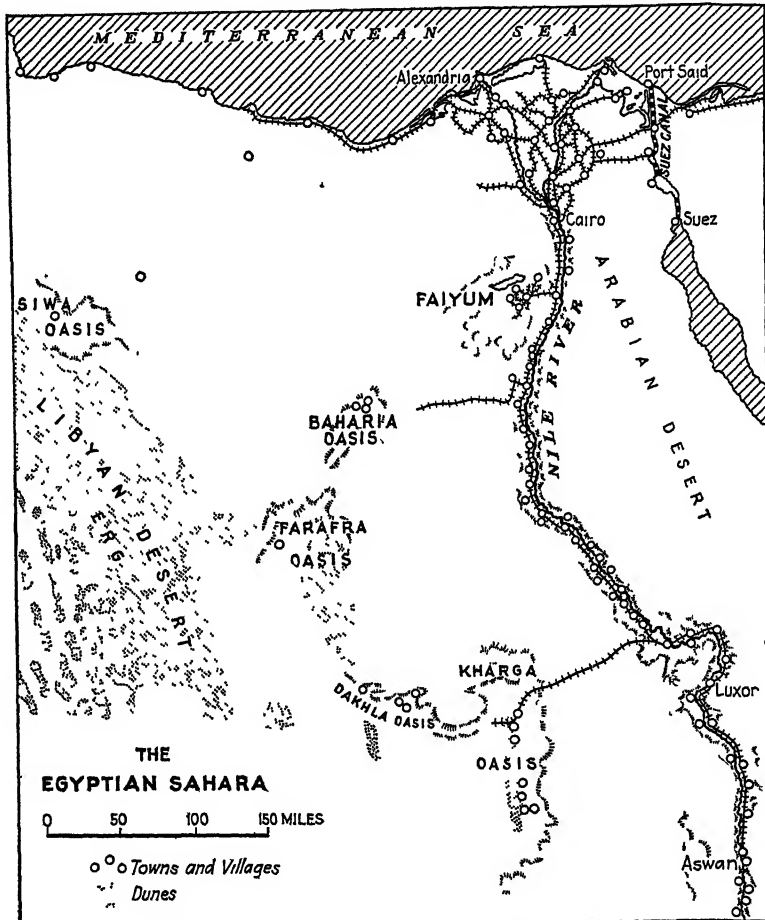 MEDITERRANEAN SEA
Alexandria
Port Said
SUEZ CANAL
Cairo
Suez
ARABIAN DESERT
SIWA
OASIS
FAIYUM
NILE RIVER
BAHARIA
OASIS
LIBYAN DESERT
ERG
FARAFRA
OASIS
KHARGA
OASIS
DAKHLA OASIS
Luxor
THE
EGYPTIAN SAHARA
0 50 100 150 MILES
Towns and Villages
Dunes
Aswan